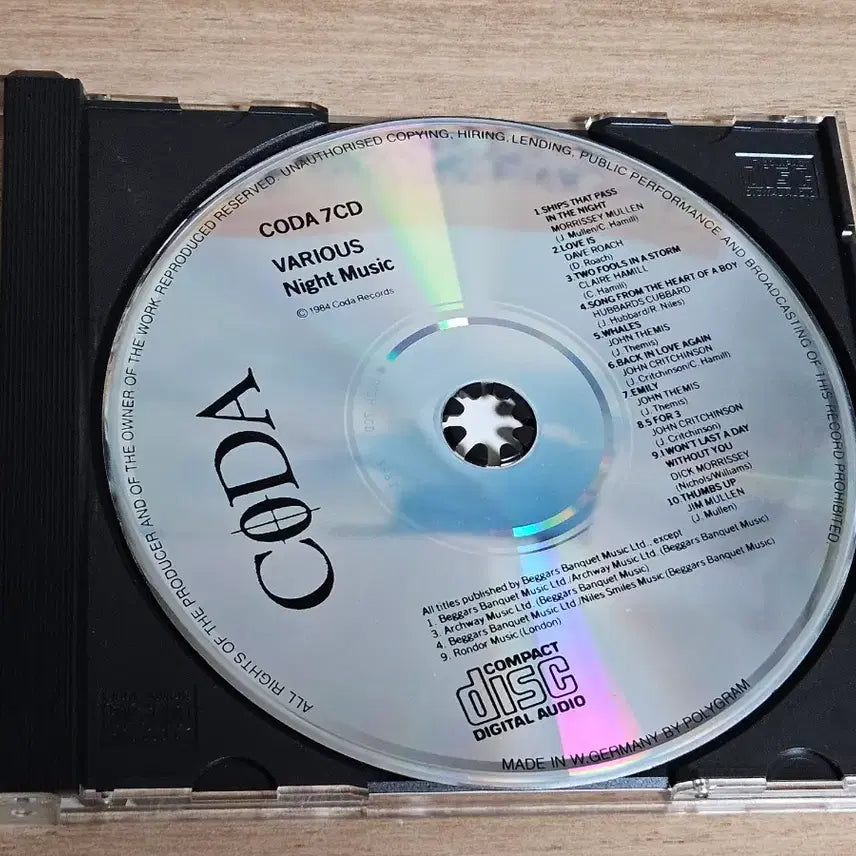 ALL RIGHTS OF THE PRODUCER AND OF THE OWNER OF THE WORK REPRODUCED RESERVED. UNAUTHORISED COPYING, HIRING, LENDING, PUBLIC PERFORMANCE AND BROADCASTING OF THIS RECORD PROHIBITED
CODA 7CD
VARIOUS
Night Music
© 1984 Coda Records
CODA
1. SHIPS THAT PASS
IN THE NIGHT
MORRISSEY MULLEN
(J. Mullen/C. Hamill)
2. LOVE IS
DAVE ROACH
(D. Roach)
3. TWO FOOLS IN A STORM
CLAIRE HAMILL
(C. Hamill)
4. SONG FROM THE HEART OF A BOY
HUBBARDS CUBBARD
(J. Hubbard/R. Niles)
5. WHALES
JOHN THEMIS
(J. Themis)
6. BACK IN LOVE AGAIN
JOHN CRITCHINSON
(J. Critchinson/C. Hamill)
7. EMILY
JOHN THEMIS
(J. Themis)
8. 5 FOR 3
JOHN CRITCHINSON
(J. Critchinson)
9. I WON'T LAST A DAY
WITHOUT YOU
DICK MORRISSEY
(Nichols/Williams)
10. THUMBS UP
JIM MULLEN
(J. Mullen)
All titles published by Beggars Banquet Music Ltd., except
1. Beggars Banquet Music Ltd./Archway Music Ltd. (Beggars Banquet Music)
3. Archway Music Ltd. (Beggars Banquet Music)
4. Beggars Banquet Music Ltd/Niles Smiles Music (Beggars Banquet Music)
9. Rondor Music (London)
COMPACT
disc
DIGITAL AUDIO
MADE IN W. GERMANY BY POLYGRAM